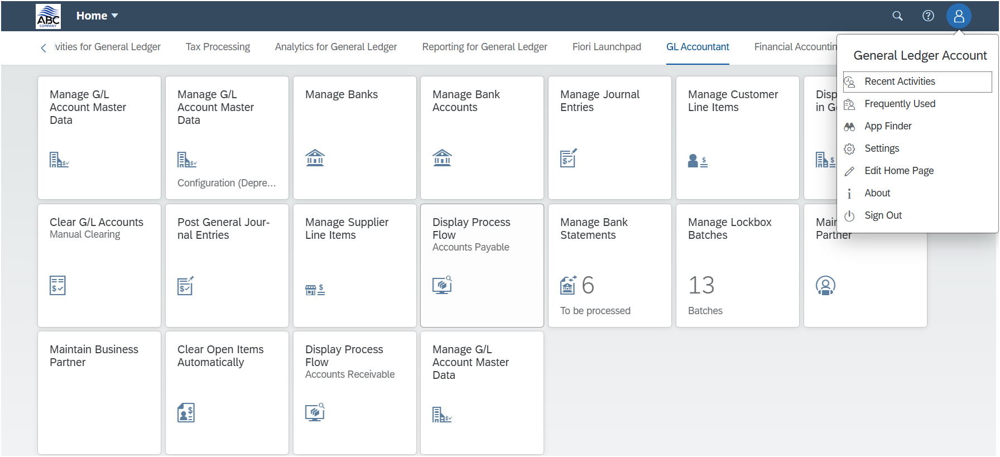 ABC
COMPANY
Home
ivities for General Ledger
Tax Processing
Analytics for General Ledger
Reporting for General Ledger
Fiori Launchpad
GL Accountant
Financial Accountin
General Ledger Account
Recent Activities
Frequently Used
App Finder
Settings
Edit Home Page
About
Sign Out
Manage G/L
Account Master
Data
Manage G/L
Account Master
Data
Configuration (Depre...
Manage Banks
Manage Bank
Accounts
Manage Journal
Entries
Manage Customer
Line Items
Disp
in G
Clear G/L Accounts
Manual Clearing
Post General Jour-
nal Entries
Manage Supplier
Line Items
Display Process
Flow
Accounts Payable
Manage Bank
Statements
6
To be processed
Manage Lockbox
Batches
13
Batches
Mai
Partner
Maintain Business
Partner
Clear Open Items
Automatically
Display Process
Flow
Accounts Receivable
Manage G/L
Account Master
Data